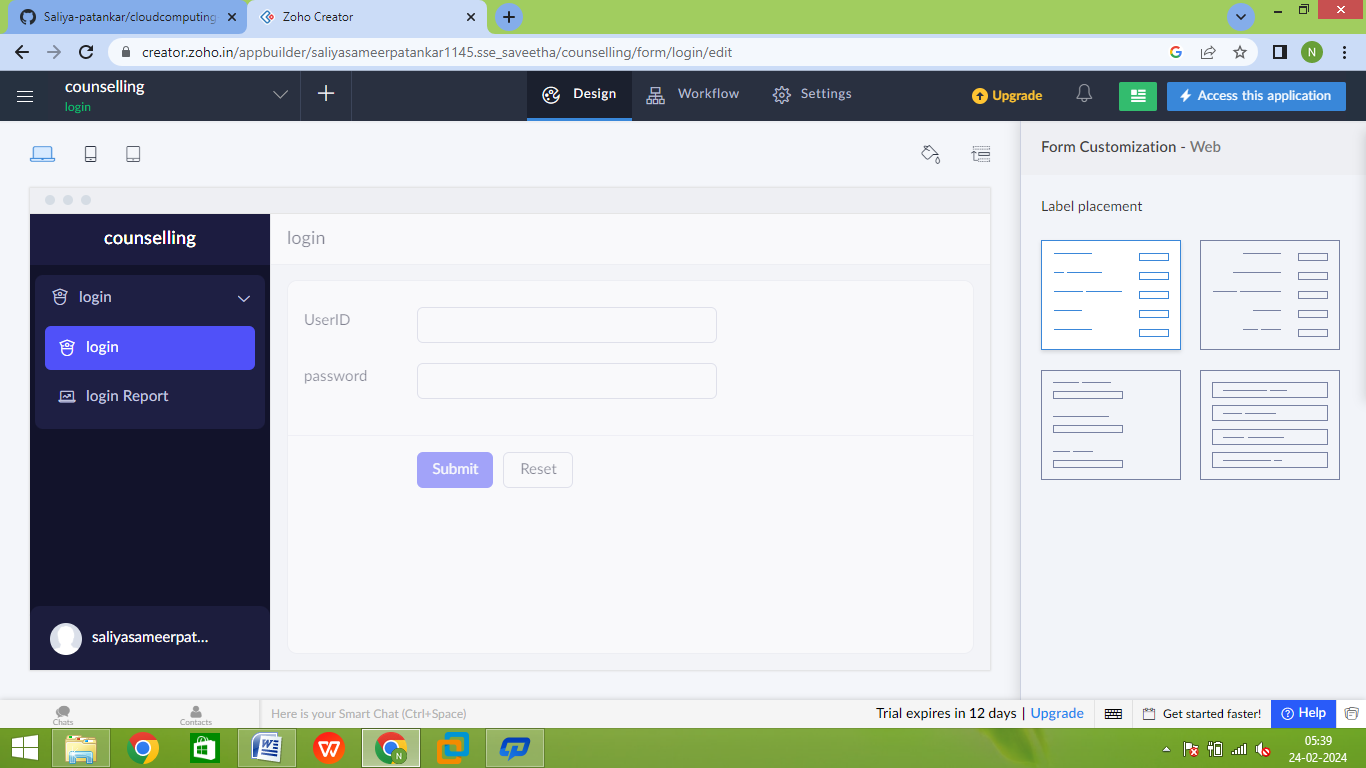 Saliya-patankar/cloudcomputing
Zoho Creator
creator.zoho.in/appbuilder/saliyasameerpatankar1145.sse_saveetha/counselling/form/login/edit
N
counselling
login
Design
Workflow
Settings
Upgrade
Access this application
Form Customization - Web
Label placement
counselling
login
login
login
login Report
UserID
password
Submit
Reset
saliyasameerpat...
Chats
Contacts
Here is your Smart Chat (Ctrl+Space)
Trial expires in 12 days | Upgrade
Get started faster!
Help
05:39
24-02-2024